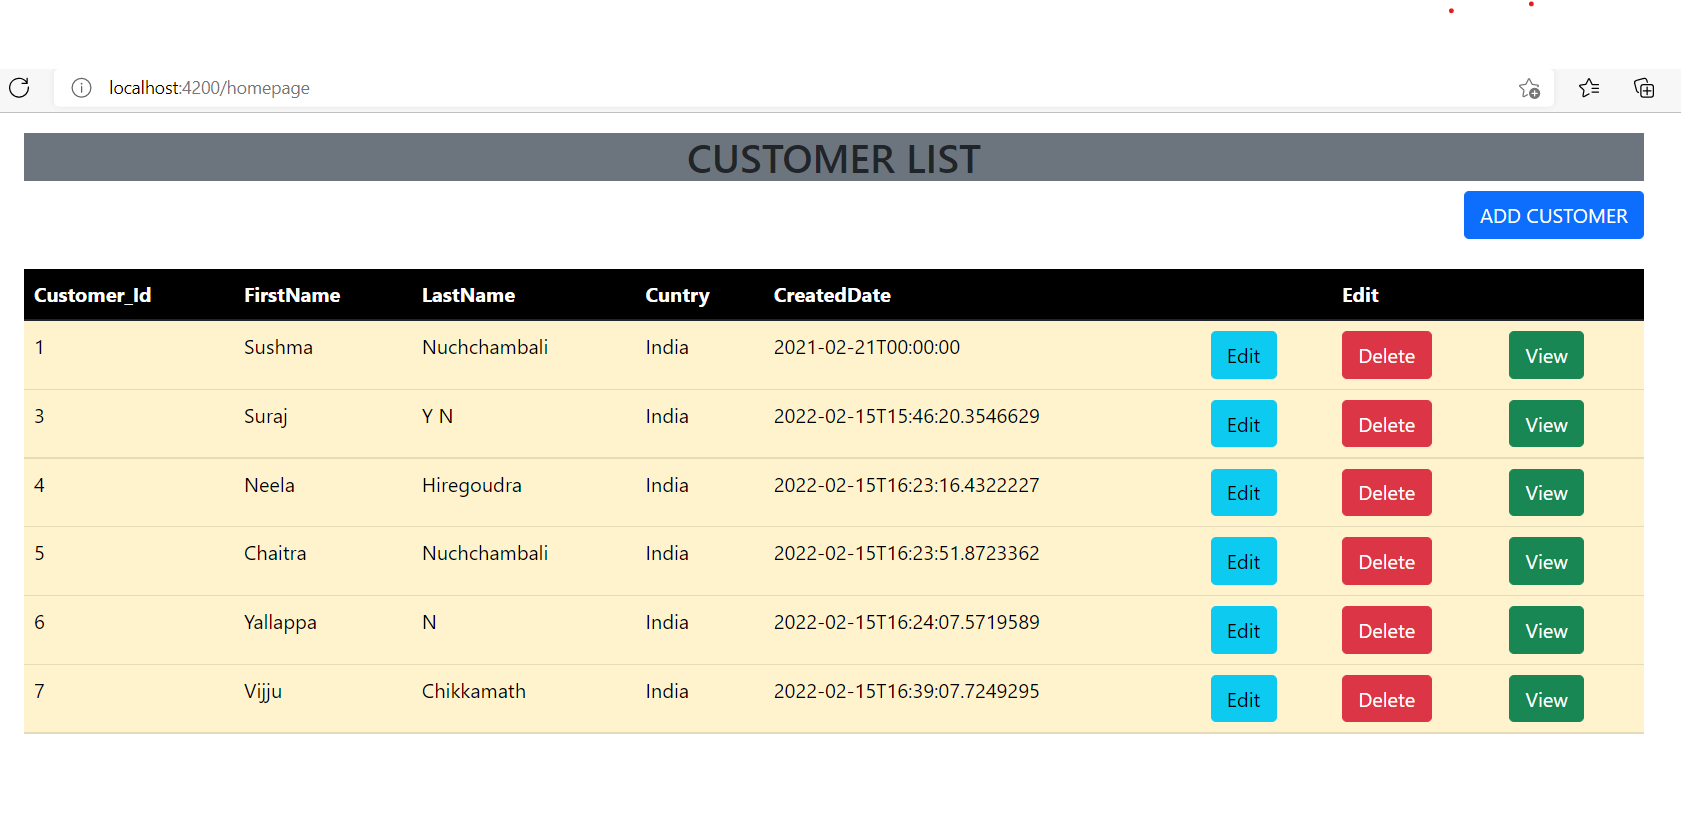 localhost:4200/homepage
CUSTOMER LIST
ADD CUSTOMER
Customer_Id FirstName LastName Cuntry CreatedDate Edit
1 Sushma Nuchchambali India 2021-02-21T00:00:00 Edit Delete View
3 Suraj Y N India 2022-02-15T15:46:20.3546629 Edit Delete View
4 Neela Hiregoudra India 2022-02-15T16:23:16.4322227 Edit Delete View
5 Chaitra Nuchchambali India 2022-02-15T16:23:51.8723362 Edit Delete View
6 Yallappa N India 2022-02-15T16:24:07.5719589 Edit Delete View
7 Vijju Chikkamath India 2022-02-15T16:39:07.7249295 Edit Delete View